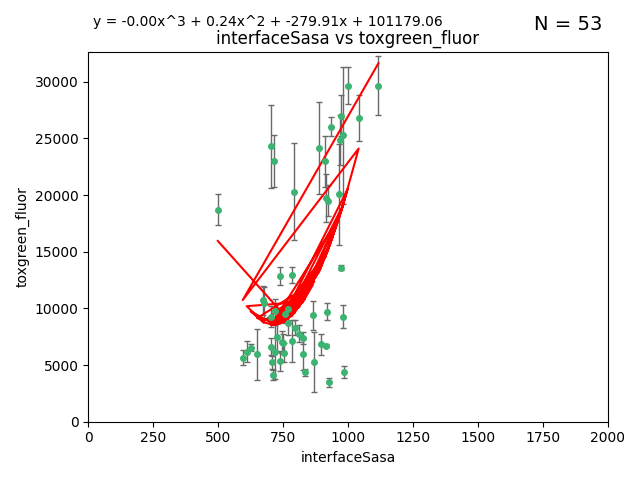 y = -0.00x^3 + 0.24x^2 + -279.91x + 101179.06
N = 53
interfaceSasa vs toxgreen_fluor
30000
25000
20000
15000
10000
5000
0
toxgreen_fluor
0 250 500 750 1000 1250 1500 1750 2000
interfaceSasa